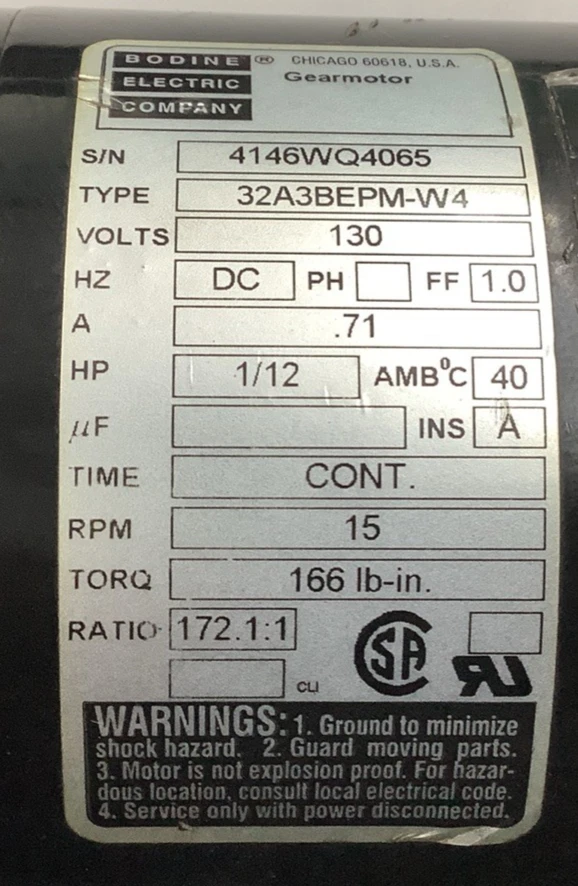 BODINE ® CHICAGO 60618, U.S.A.
ELECTRIC Gearmotor
COMPANY
S/N 4146WQ4065
TYPE 32A3BEPM-W4
VOLTS 130
HZ DC PH FF 1.0
A .71
HP 1/12 AMB°C 40
µF INS A
TIME CONT.
RPM 15
TORQ 166 lb-in.
RATIO 172.1:1
SA RU
CLI
WARNINGS: 1. Ground to minimize
shock hazard. 2. Guard moving parts.
3. Motor is not explosion proof. For hazar-
dous location, consult local electrical code.
4. Service only with power disconnected.